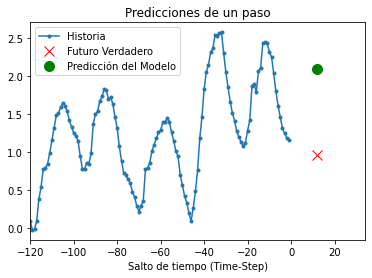 Predicciones de un paso
Historia
Futuro Verdadero
Predicción del Modelo
2.5
2.0
1.5
1.0
0.5
0.0
−120 −100 −80 −60 −40 −20 0 20
Salto de tiempo (Time-Step)